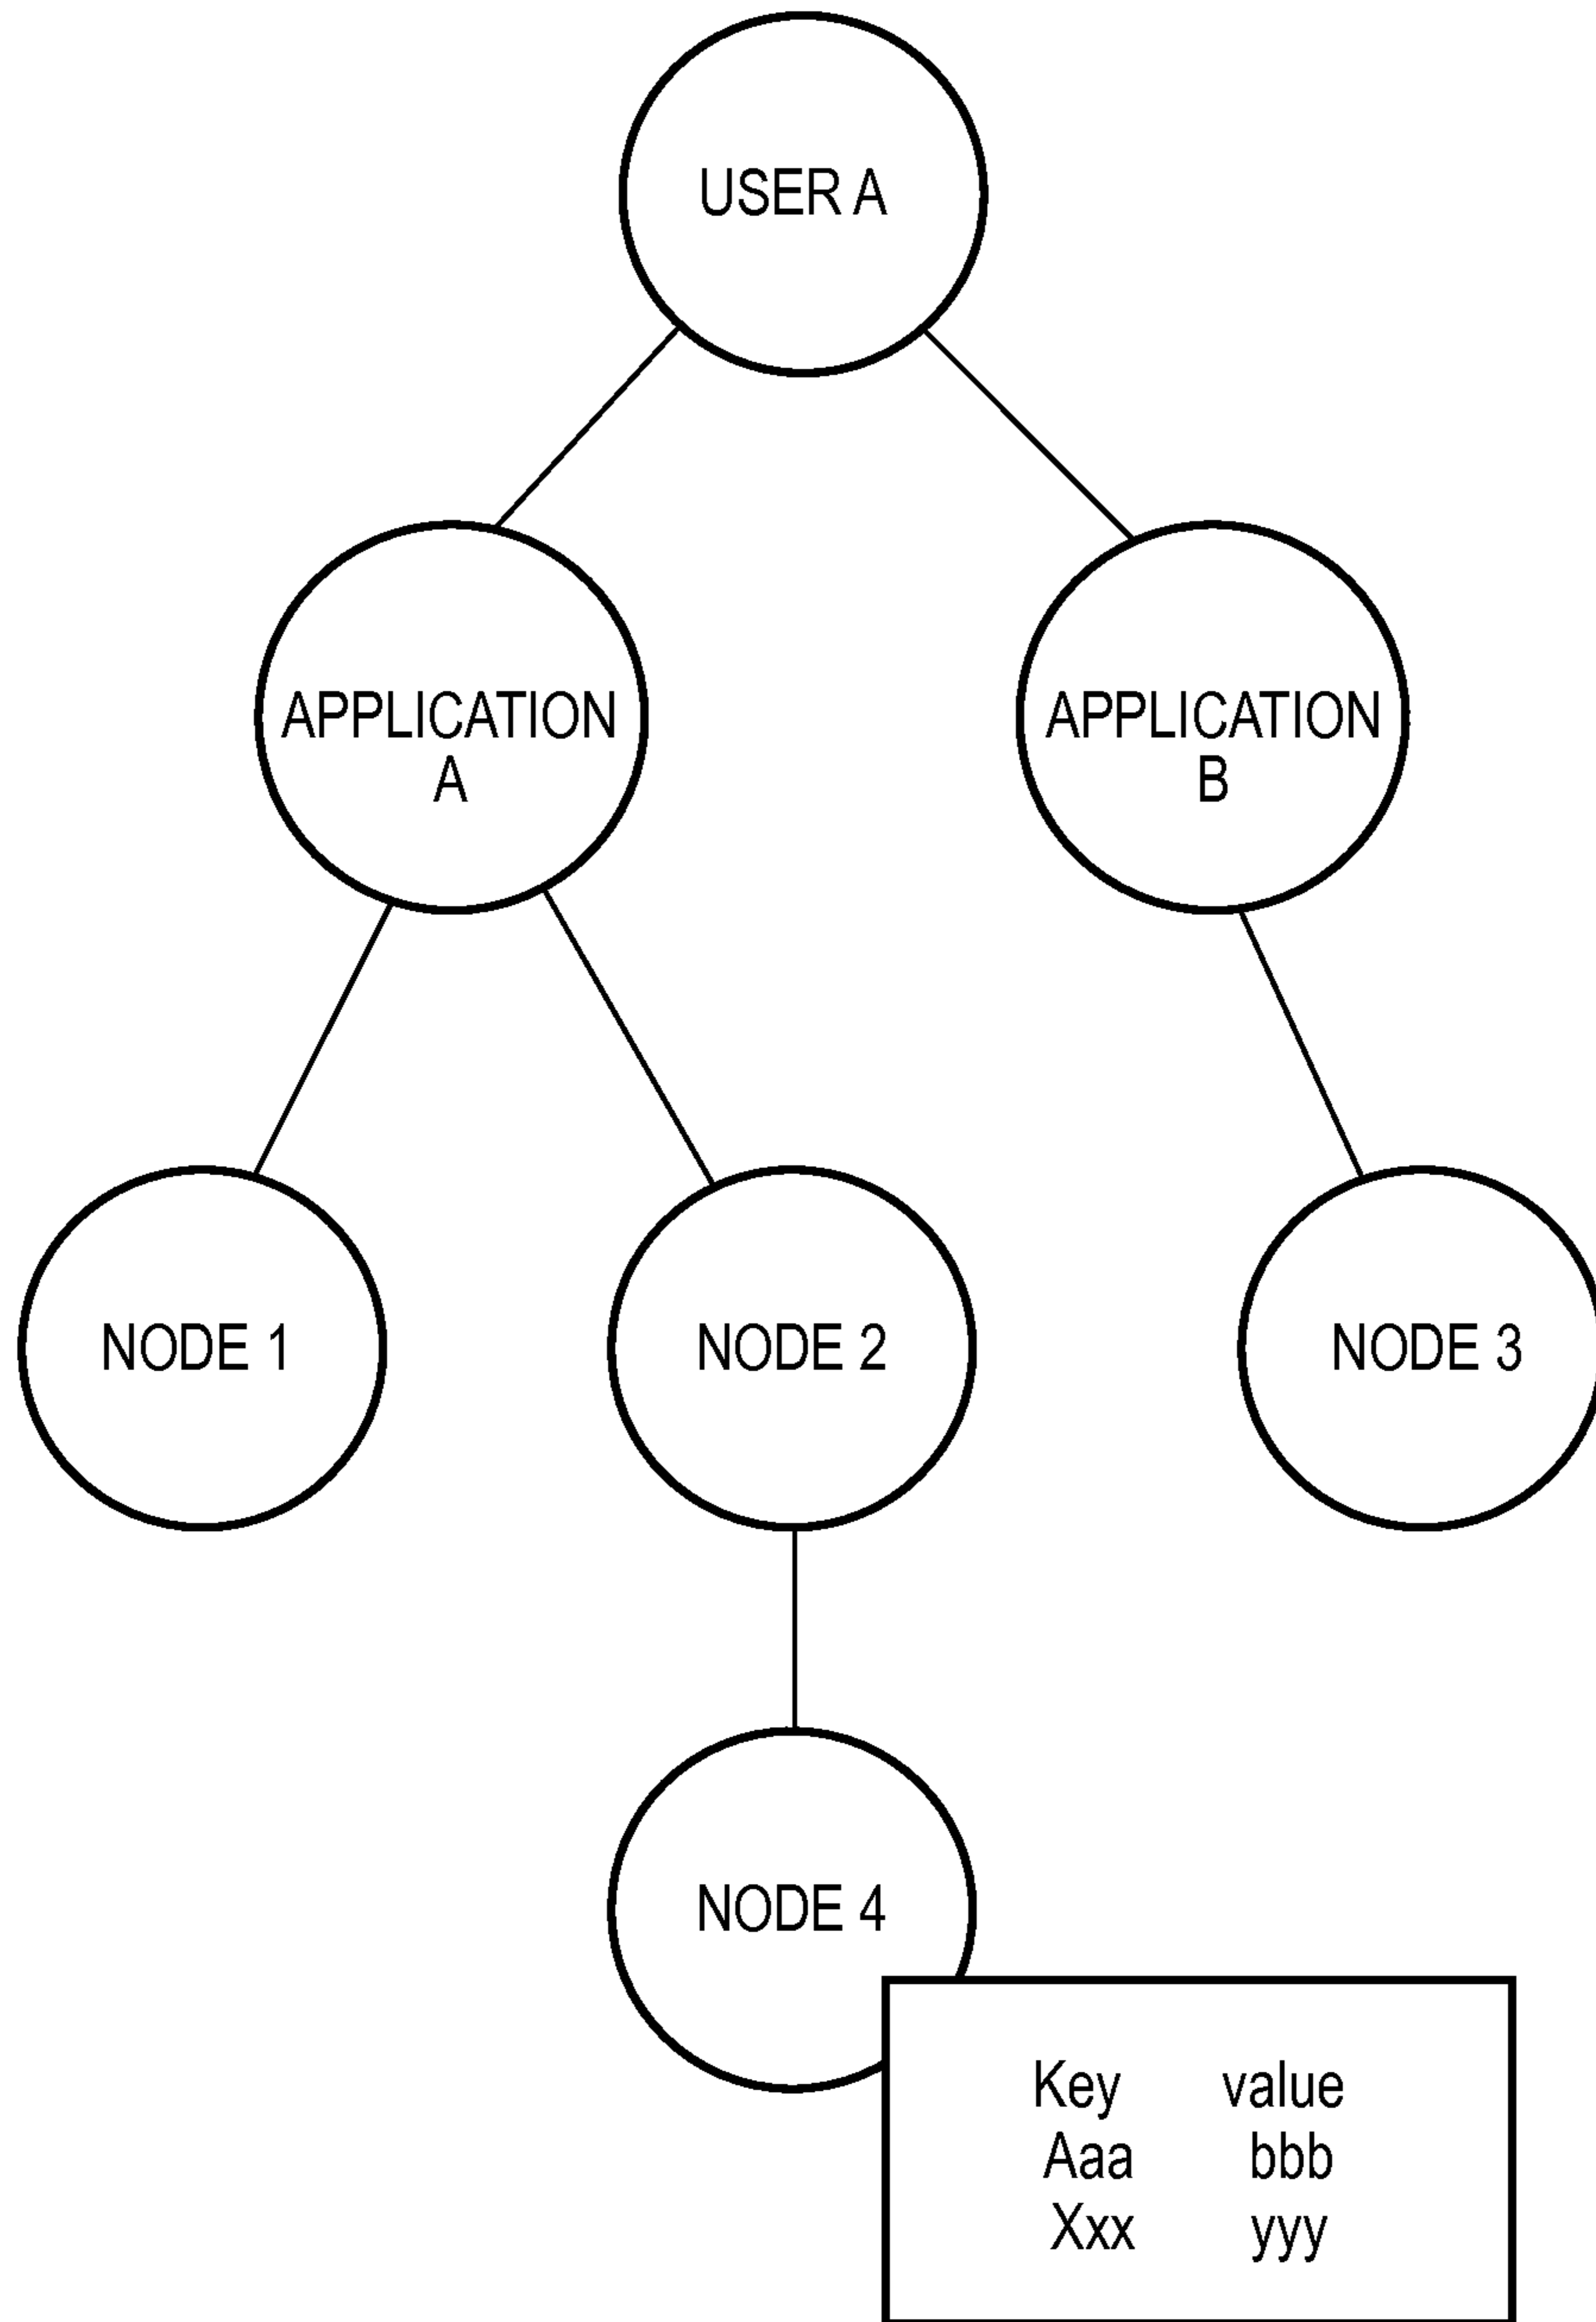 USER A
APPLICATION
A
APPLICATION
B
NODE 1
NODE 2
NODE 3
NODE 4
Key value
Aaa bbb
Xxx yyy